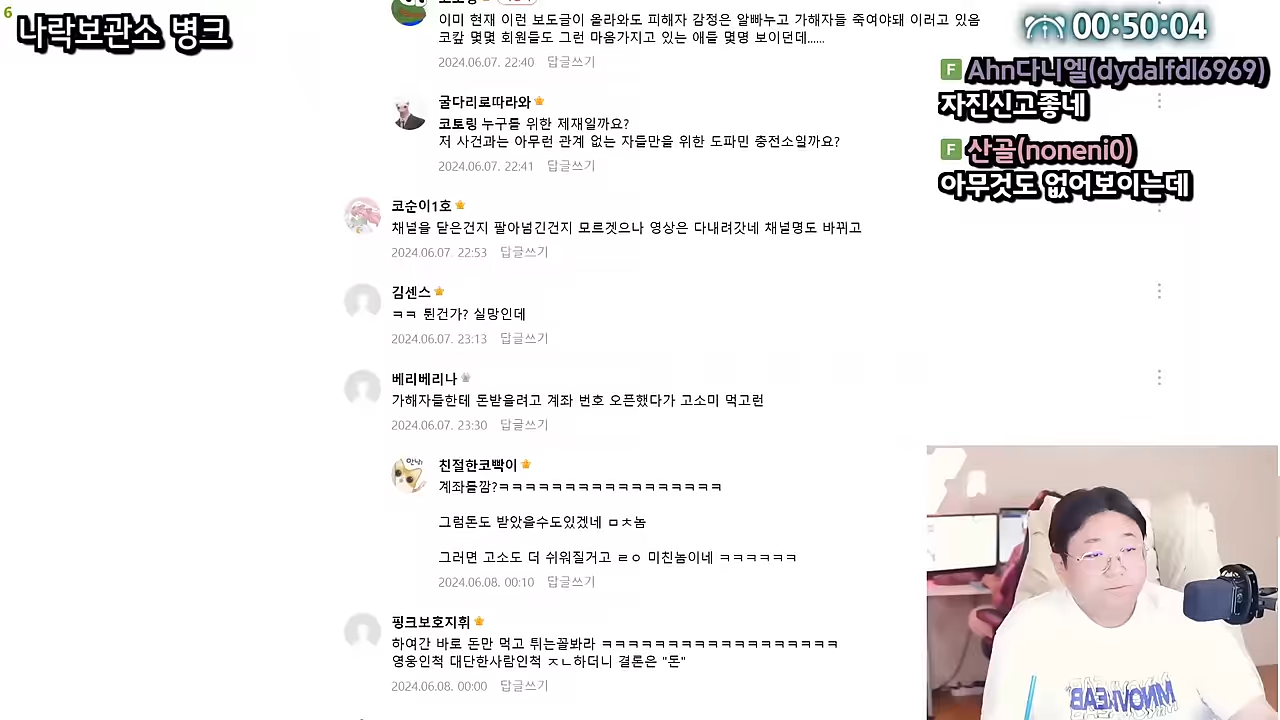 6
나락보관소 병크
00:50:04
이미 현재 이런 보도글이 올라와도 피해자 감정은 알빠누고 가해자들 죽여야돼 이러고 있음
코갚 몇몇 회원들도 그런 마음가지고 있는 애들 몇명 보이던데......
2024.06.07. 22:40 답글쓰기
굴다리로따라와
코토링 누구를 위한 제재일까요?
저 사건과는 아무런 관계 없는 자들만을 위한 도파민 충전소일까요?
2024.06.07. 22:41 답글쓰기
코순이1호
채널을 닫은건지 팔아넘긴건지 모르겟으나 영상은 다내려갓네 채널명도 바뀌고
2024.06.07. 22:53 답글쓰기
김센스
ㅋㅋ 튄건가? 실망인데
2024.06.07. 23:13 답글쓰기
베리베리나
가해자들한테 돈받을려고 계좌 번호 오픈했다가 고소미 먹고런
2024.06.07. 23:30 답글쓰기
친절한코빡이
계좌를깜?ㅋㅋㅋㅋㅋㅋㅋㅋㅋㅋㅋㅋㅋㅋㅋㅋㅋ
그럼돈도 받았을수도있겠네 ㅁㅊ놈
그러면 고소도 더 쉬워질거고 ㄹㅇ 미친놈이네 ㅋㅋㅋㅋㅋㅋ
2024.06.08. 00:10 답글쓰기
핑크보호지휘
하여간 바로 돈만 먹고 튀는꼴봐라 ㅋㅋㅋㅋㅋㅋㅋㅋㅋㅋㅋㅋㅋㅋㅋㅋㅋㅋ
영웅인척 대단한사람인척 ㅈㄴ하더니 결론은 "돈"
2024.06.08. 00:00 답글쓰기
F Ahn다니엘(dydalfdl6969)
자진신고좋네
F 산골(noneni0)
아무것도 없어보이는데